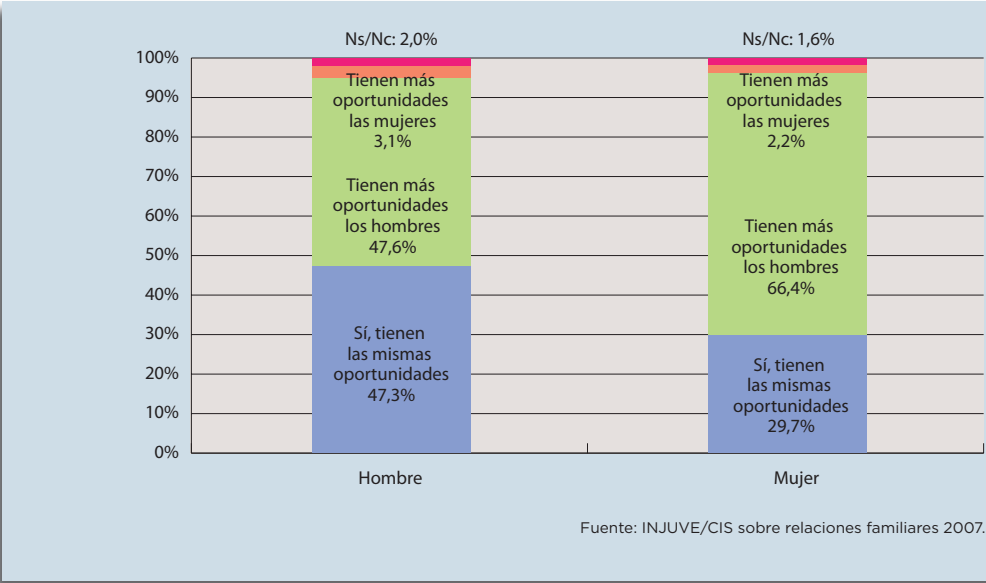 Ns/Nc: 2,0%
Ns/Nc: 1,6%
100%
90%
80%
70%
60%
50%
40%
30%
20%
10%
0%
Tienen más
oportunidades
las mujeres
3,1%
Tienen más
oportunidades
los hombres
47,6%
Sí, tienen
las mismas
oportunidades
47,3%
Tienen más
oportunidades
las mujeres
2,2%
Tienen más
oportunidades
los hombres
66,4%
Sí, tienen
las mismas
oportunidades
29,7%
Hombre
Mujer
Fuente: INJUVE/CIS sobre relaciones familiares 2007.